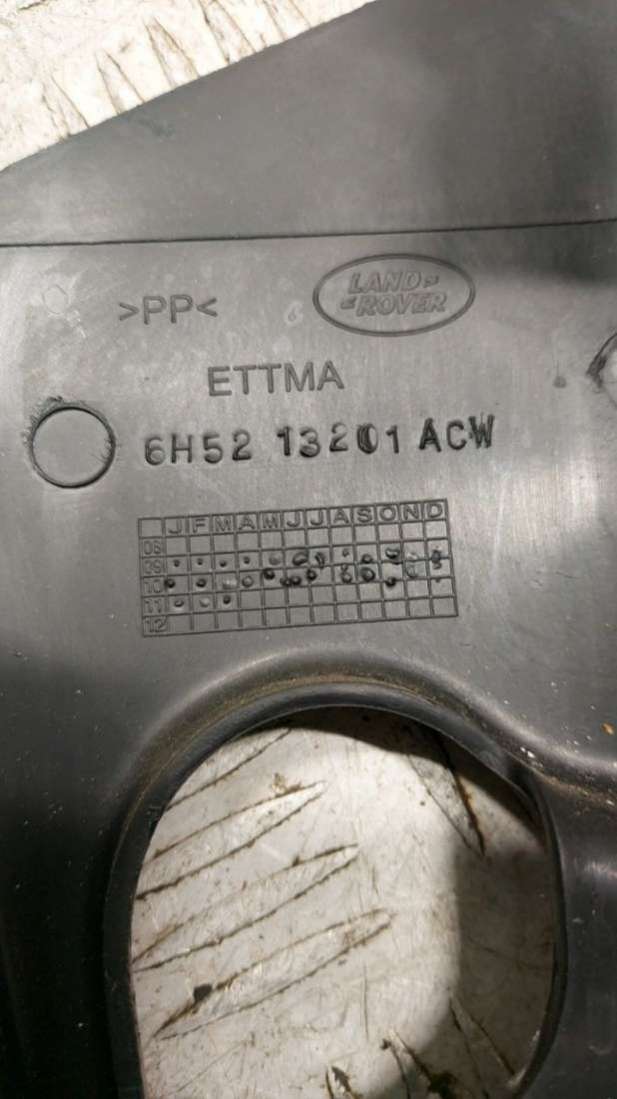 >PP<
LAND
ROVER
ETTMA
6H52 13201 ACW
J F M A M J J A S O N D
08
09
10
11
12